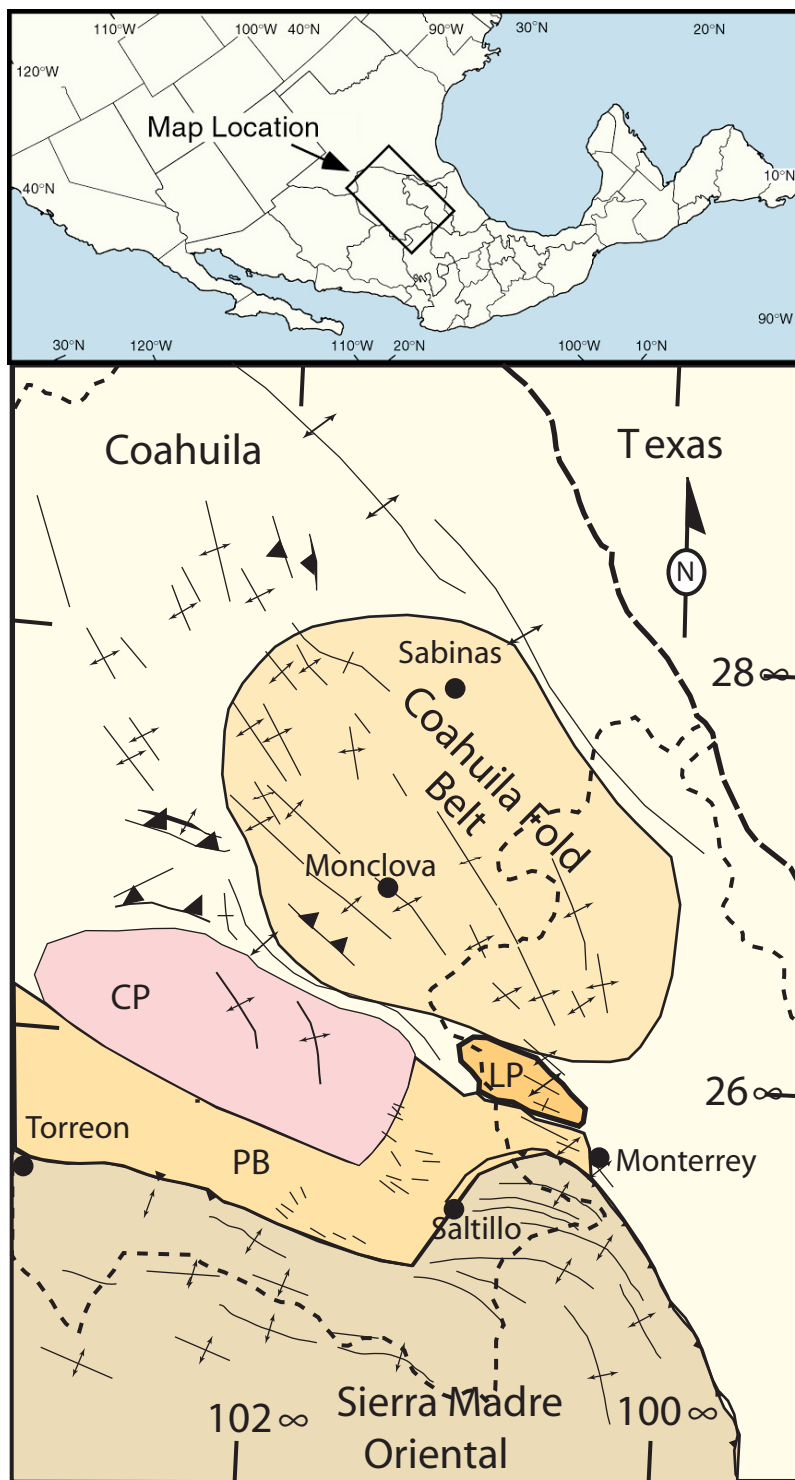 110°W
100°W 40°N
90°W
30°N
20°N
120°W
Map Location
40°N
10°N
90°W
30°N
120°W
110°W
20°N
100°W
10°N
Coahuila
Texas
N
Sabinas
28 ∞
Coahuila Fold
Belt
Monclova
CP
LP
26 ∞
Torreon
PB
Monterrey
Saltillo
102 ∞
Sierra Madre
Oriental
100 ∞